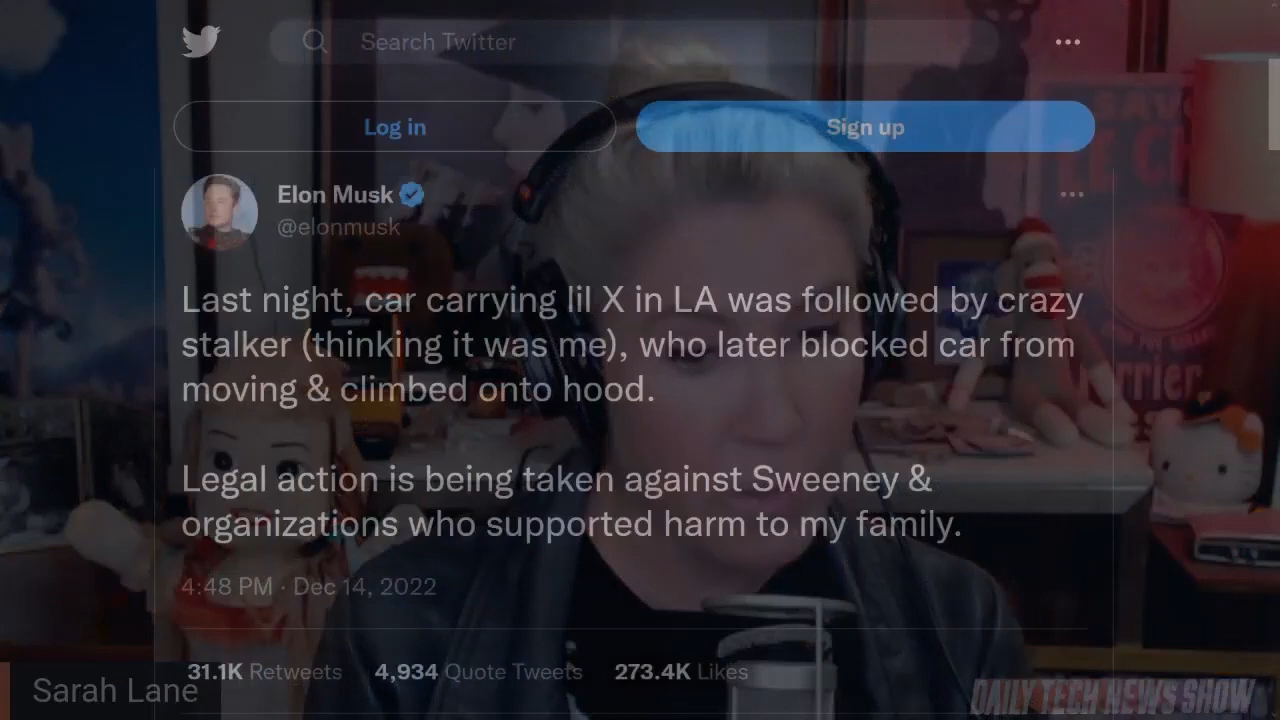 Search Twitter
Log in
Sign up
Elon Musk
@elonmusk
Last night, car carrying lil X in LA was followed by crazy
stalker (thinking it was me), who later blocked car from
moving & climbed onto hood.
Legal action is being taken against Sweeney &
organizations who supported harm to my family.
4:48 PM · Dec 14, 2022
31.1K Retweets 4,934 Quote Tweets 273.4K Likes
Sarah Lane
DAILY TECH NEWS SHOW